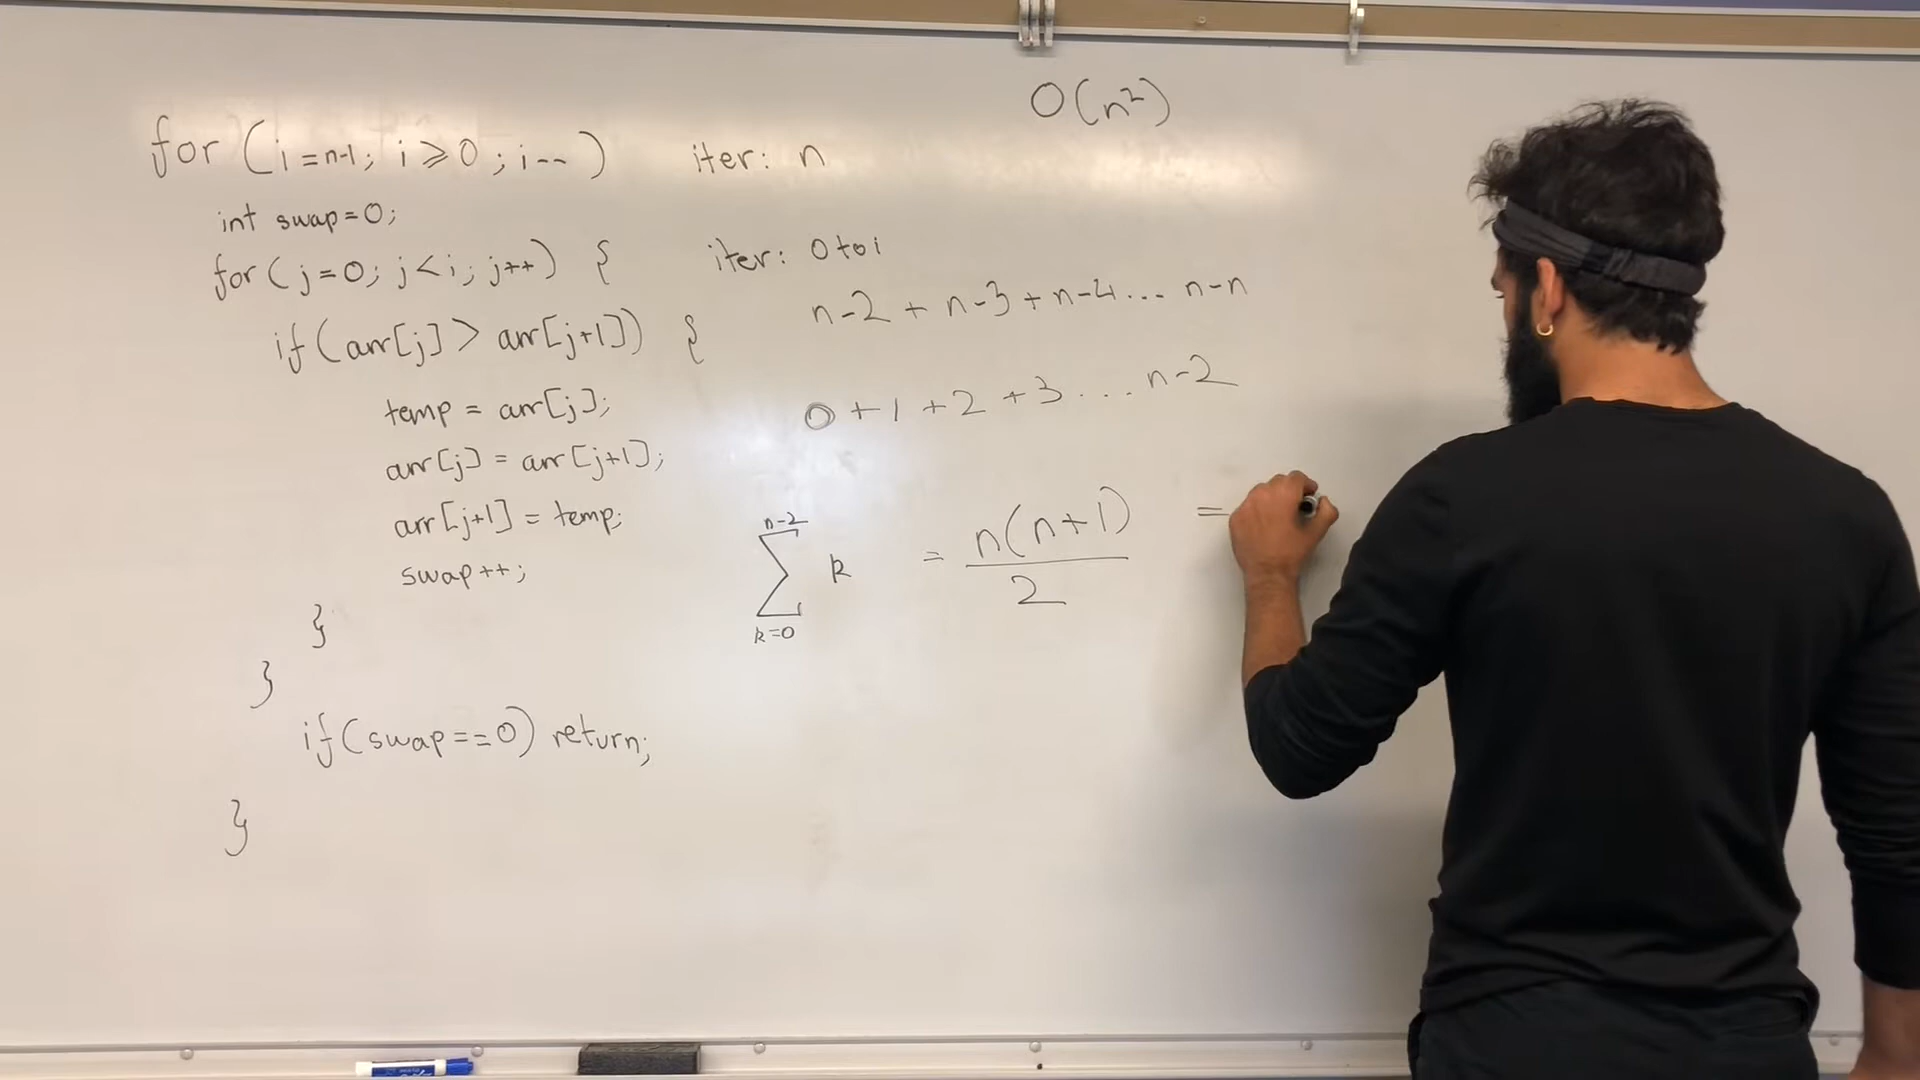 O(n²)
for (i=n-1; i⩾0; i--) iter: n
int swap=0;
for (j=0; j<i; j++) { iter: 0 to i
n-2 + n-3 + n-4... n-n
if (arr[j] > arr[j+1]) {
0 +1 +2 +3... n-2
temp = arr[j];
arr[j] = arr[j+1];
arr[j+1] = temp;
swap++;
n-2
∑ k = n(n+1) =
2
k=0
}
}
if (swap==0) return;
}